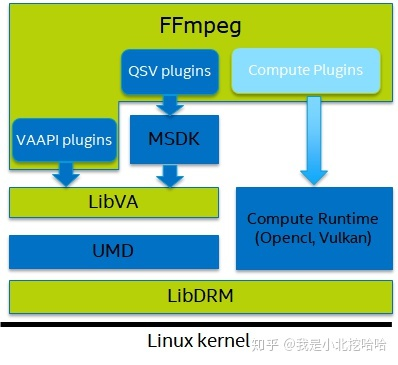 FFmpeg
QSV plugins
Compute Plugins
VAAPI plugins
MSDK
LibVA
Compute Runtime
(Opencl, Vulkan)
UMD
LibDRM
Linux kernel
知乎 @我是小北挖哈哈